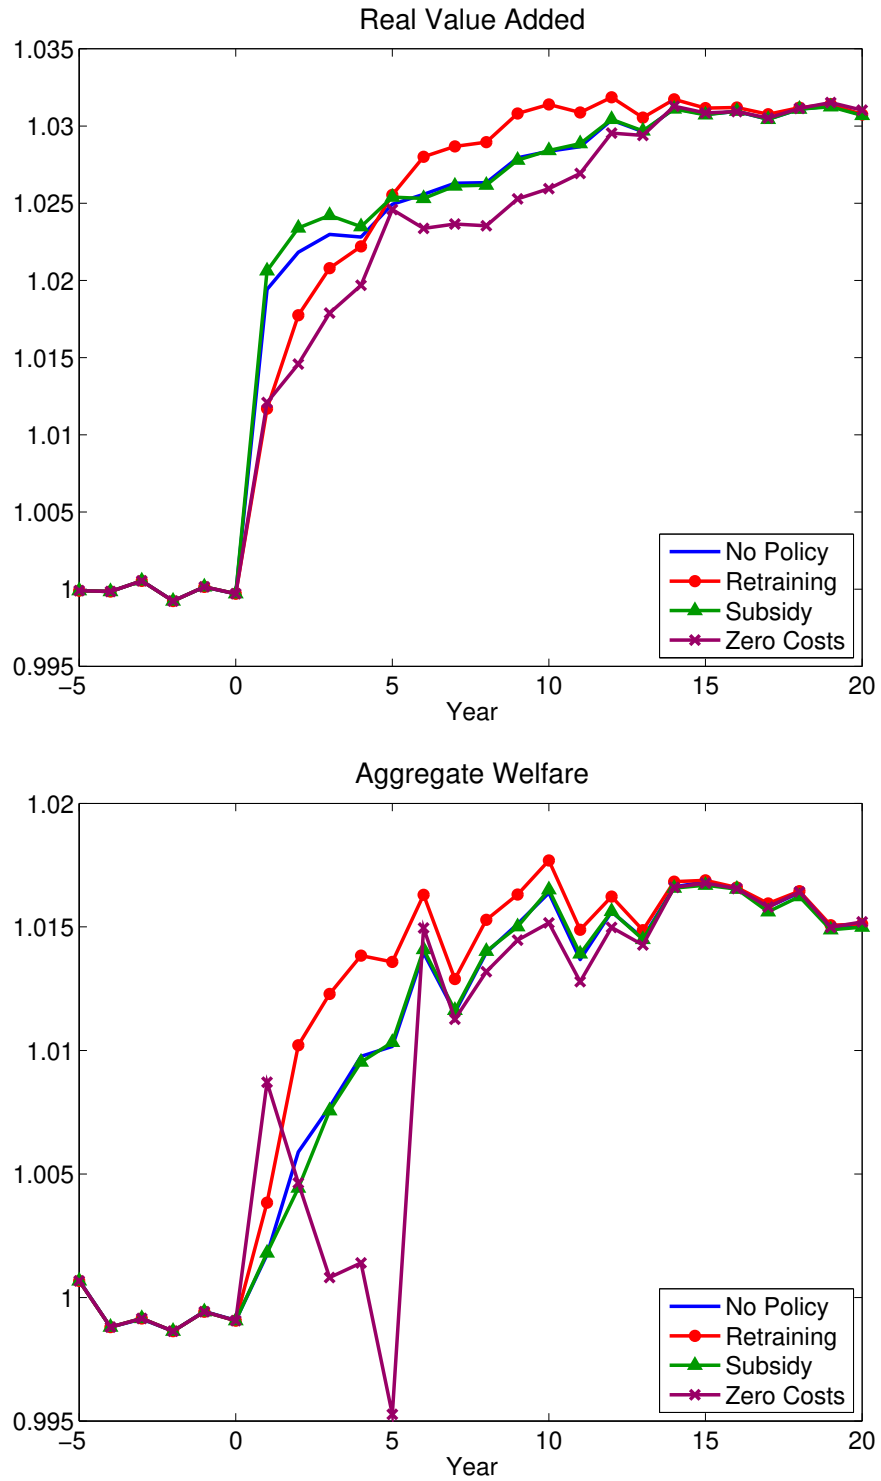 Real Value Added
1.035
1.03
1.025
1.02
1.015
1.01
1.005
1
0.995
No Policy
Retraining
Subsidy
Zero Costs
−5 0 5 10 15 20
Year
Aggregate Welfare
1.02
1.015
1.01
1.005
1
0.995
No Policy
Retraining
Subsidy
Zero Costs
−5 0 5 10 15 20
Year